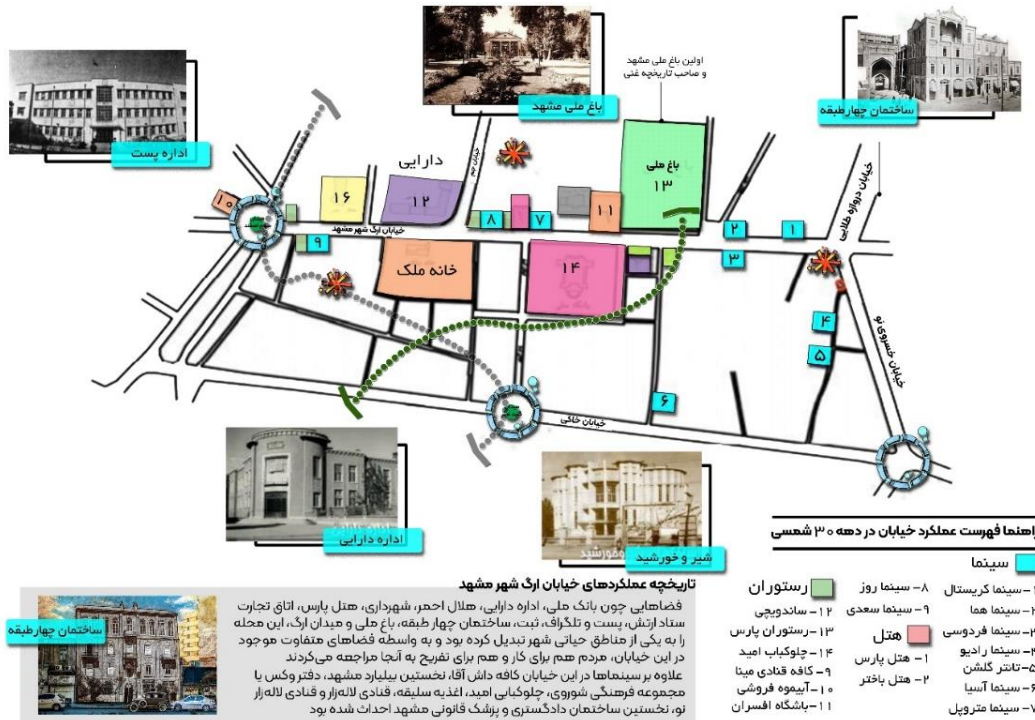 اولین باغ ملی مشهد
و صاحب تاریخچه غنی
ساختمان چهارطبقه
باغ ملی مشهد
اداره پست
خیابان دروازه طلایی
دارایی
باغ ملی
۱۳
۱۶
۱۲
۸
۷
۱۱
۲
۱
۱۰
خیابان ارگ شهر مشهد
۹
خانه ملک
۱۴
۳
۴
۵
خیابان خسروی نو
۶
خیابان خاکی
اداره دارایی
شیر و خورشید
راهنما فهرست عملکرد خیابان در دهه ۳۰ شمسی
سینما
۱- سینما کریستال
۲- سینما هما
۳- سینما فردوسی
۴- سینما رادیو
۵- تئاتر گلشن
۶- سینما آسیا
۷- سینما متروپل
۸- سینما روز
۹- سینما سعدی
هتل
۱- هتل پارس
۲- هتل باختر
رستوران
۱۲- ساندویچی
۱۳- رستوران پارس
۱۴- چلوکباب امید
۹- کافه قنادی مینا
۱۰- آبمیوه فروشی
۱۱- باشگاه افسران
تاریخچه عملکردهای خیابان ارگ شهر مشهد
فضاهایی چون بانک ملی، اداره دارایی، هلال احمر، شهرداری، هتل پارس، اتاق تجارت
ستاد ارتش، پست و تلگراف، ثبت، ساختمان چهار طبقه، باغ ملی و میدان ارگ، این محله
را به یکی از مناطق حیاتی شهر تبدیل کرده بود و به واسطه فضاهای متفاوت موجود
در این خیابان، مردم هم برای کار و هم برای تفریح به آنجا مراجعه می‌کردند
علاوه بر سینماها در این خیابان کافه داش آقا، نخستین بیلیارد مشهد، دفتر وکس یا
مجموعه فرهنگی شوروی، چلوکبابی امید، اغذیه سلیقه، قنادی لاله‌زار و قنادی لاله‌زار
نو، نخستین ساختمان دادگستری و پزشک قانونی مشهد احداث شده بود
ساختمان چهارطبقه